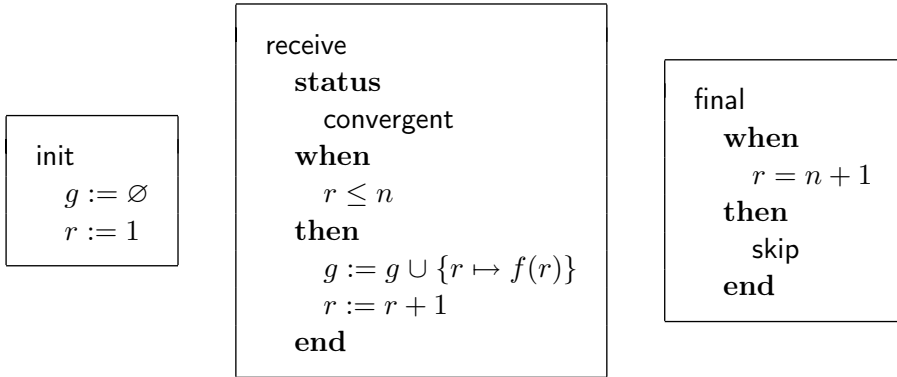 init
g := ∅
r := 1
receive
status
convergent
when
r ≤ n
then
g := g ∪ {r ↦ f(r)}
r := r + 1
end
final
when
r = n + 1
then
skip
end